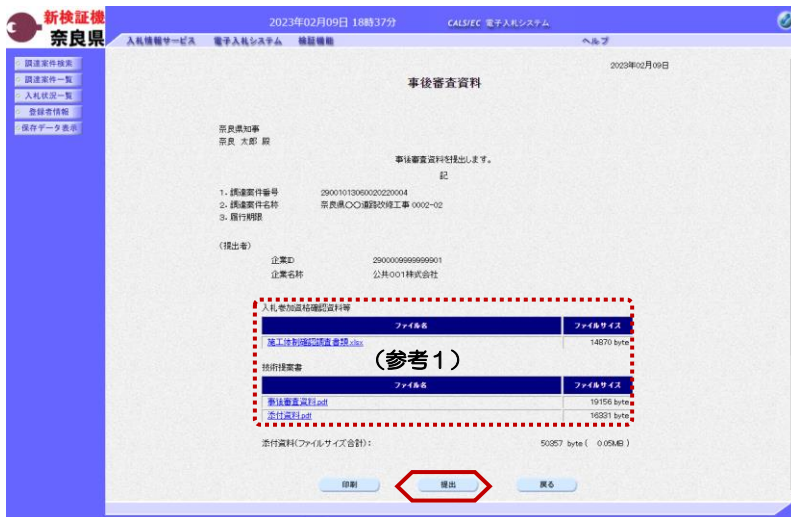 新検証機
奈良県
2023年02月09日 18時37分
CALS/EC 電子入札システム
入札情報サービス
電子入札システム
検証機能
ヘルプ
調達案件検索
調達案件一覧
入札状況一覧
登録者情報
保存データ表示
2023年02月09日
事後審査資料
奈良県知事
奈良 太郎 殿
事後審査資料を提出します。
記
1. 調達案件番号 29001013060020220004
2. 調達案件名称 奈良県〇〇道路改修工事 0002-02
3. 履行期限
(提出者)
企業ID 2900009999999901
企業名称 公共001株式会社
入札参加資格確認資料等
ファイル名 ファイルサイズ
施工体制確認調査書類.xlsx 14870 byte
(参考1)
技術提案書
ファイル名 ファイルサイズ
事後審査資料.pdf 19156 byte
添付資料.pdf 16331 byte
添付資料(ファイルサイズ合計): 50357 byte ( 0.05MB )
印刷 提出 戻る